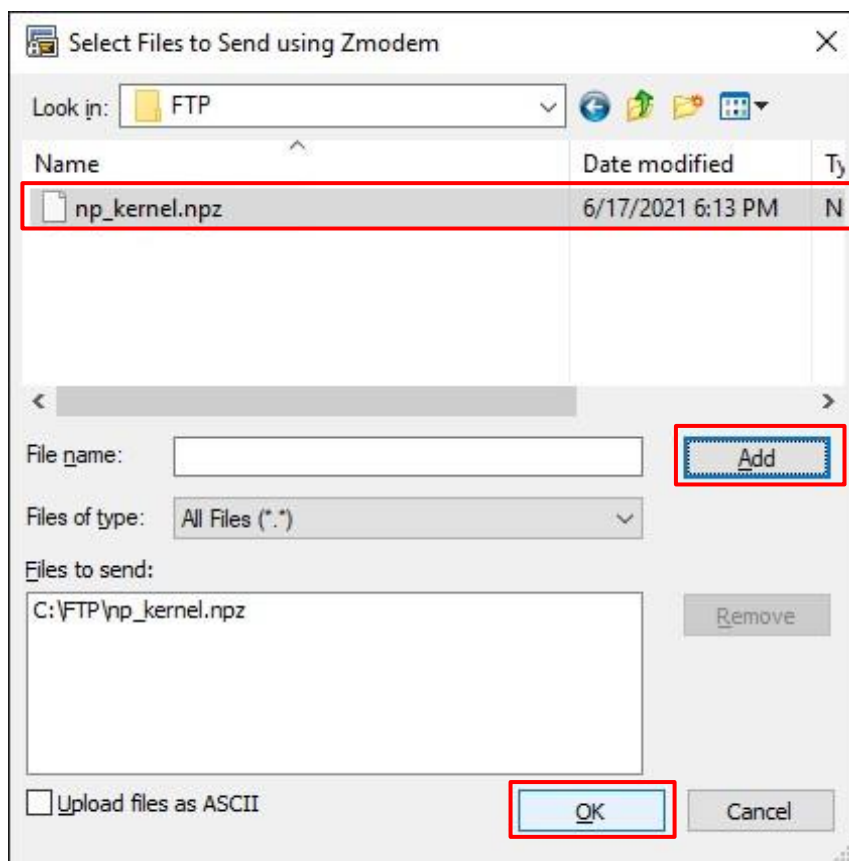 Select Files to Send using Zmodem
Look in: FTP
Name Date modified Ty
np_kernel.npz 6/17/2021 6:13 PM N
File name: Add
Files of type: All Files (*.*)
Files to send:
C:\FTP\np_kernel.npz Remove
Upload files as ASCII OK Cancel